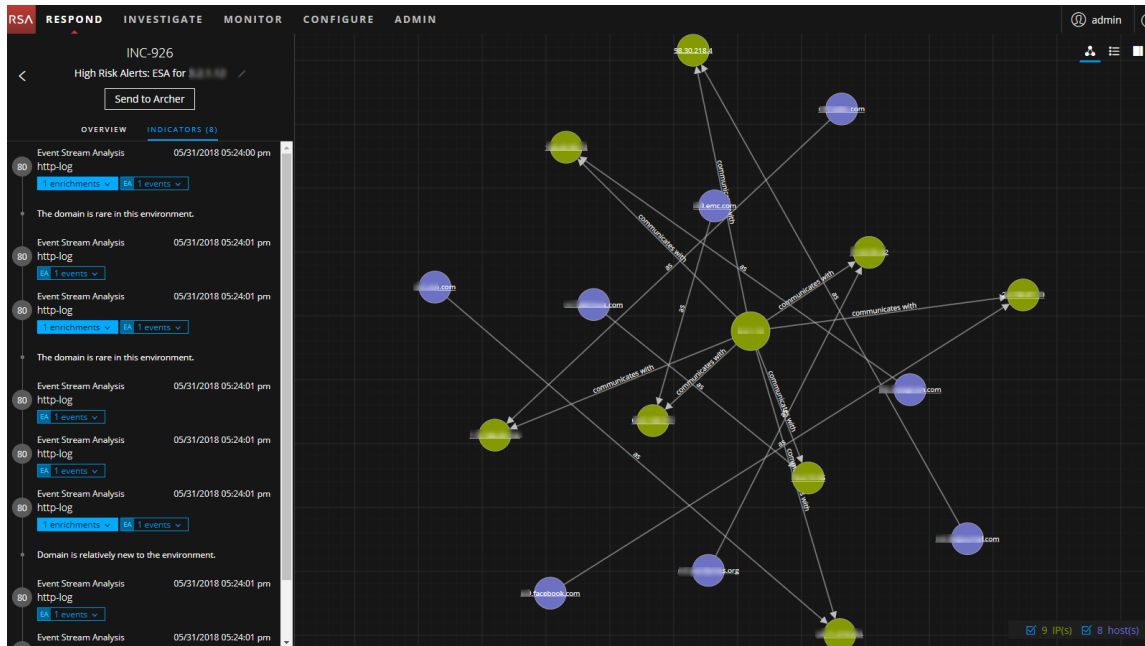 RSA RESPOND INVESTIGATE MONITOR CONFIGURE ADMIN admin
INC-926
High Risk Alerts: ESA for
Send to Archer
OVERVIEW INDICATORS (8)
Event Stream Analysis 05/31/2018 05:24:00 pm
80 http-log
1 enrichments EA 1 events
The domain is rare in this environment.
Event Stream Analysis 05/31/2018 05:24:01 pm
80 http-log
EA 1 events
Event Stream Analysis 05/31/2018 05:24:01 pm
80 http-log
1 enrichments EA 1 events
The domain is rare in this environment.
Event Stream Analysis 05/31/2018 05:24:01 pm
80 http-log
EA 1 events
Event Stream Analysis 05/31/2018 05:24:01 pm
80 http-log
EA 1 events
Event Stream Analysis 05/31/2018 05:24:01 pm
80 http-log
1 enrichments EA 1 events
Domain is relatively new to the environment.
Event Stream Analysis 05/31/2018 05:24:01 pm
80 http-log
EA 1 events
Event Stream Analysis 05/31/2018 05:24:01 pm
98.30.218.4
.com
communicates with
.emc.com
communicates with
as
as
as
.com
.com
as
communicates with
communicates with
communicates with
communicates with
communicates with
as
.com
as
as
communicates with
.com
s.org
.facebook.com
9 IP(s) 8 host(s)